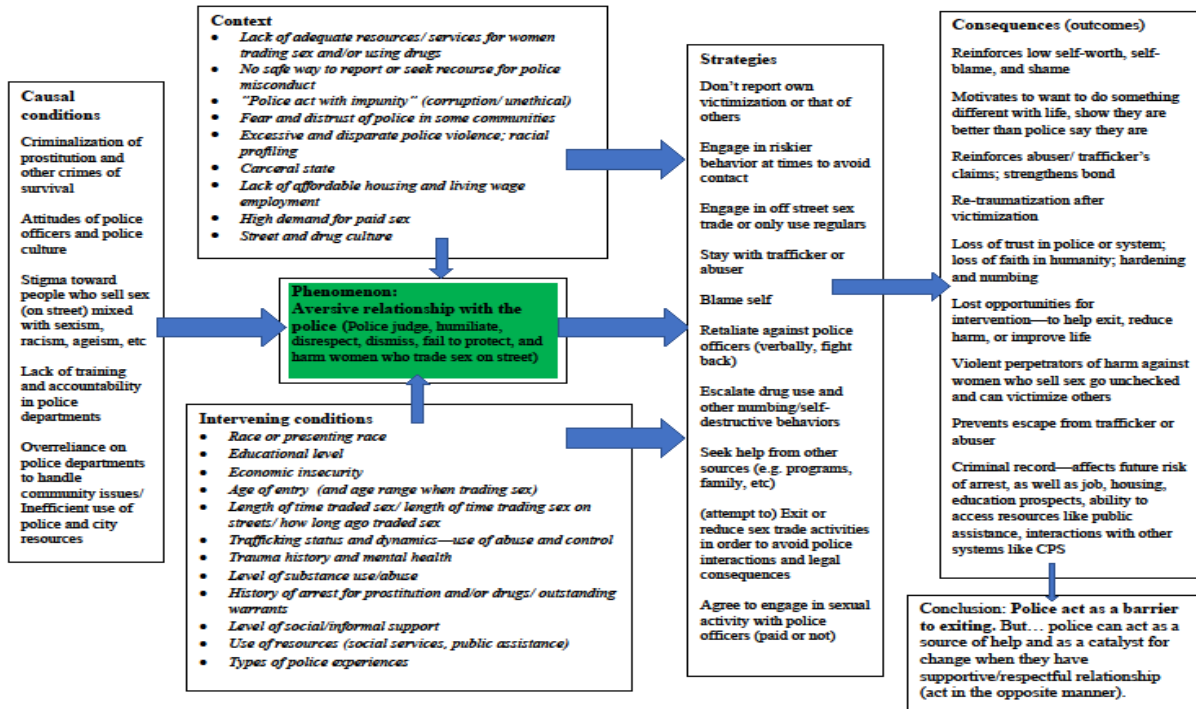 Causal
conditions
Criminalization of
prostitution and
other crimes of
survival
Attitudes of police
officers and police
culture
Stigma toward
people who sell sex
(on street) mixed
with sexism,
racism, ageism, etc
Lack of training
and accountability
in police
departments
Overreliance on
police departments
to handle
community issues/
Inefficient use of
police and city
resources
Context
• Lack of adequate resources/ services for women
trading sex and/or using drugs
• No safe way to report or seek recourse for police
misconduct
• "Police act with impunity" (corruption/ unethical)
• Fear and distrust of police in some communities
• Excessive and disparate police violence; racial
profiling
• Carceral state
• Lack of affordable housing and living wage
employment
• High demand for paid sex
• Street and drug culture
Phenomenon:
Aversive relationship with the
police (Police judge, humiliate,
disrespect, dismiss, fail to protect, and
harm women who trade sex on street)
Intervening conditions
• Race or presenting race
• Educational level
• Economic insecurity
• Age of entry (and age range when trading sex)
• Length of time traded sex/ length of time trading sex on
streets/ how long ago traded sex
• Trafficking status and dynamics—use of abuse and control
• Trauma history and mental health
• Level of substance use/abuse
• History of arrest for prostitution and/or drugs/ outstanding
warrants
• Level of social/informal support
• Use of resources (social services, public assistance)
• Types of police experiences
Strategies
Don't report own
victimization or that of
others
Engage in riskier
behavior at times to avoid
contact
Engage in off street sex
trade or only use regulars
Stay with trafficker or
abuser
Blame self
Retaliate against police
officers (verbally, fight
back)
Escalate drug use and
other numbing/self-
destructive behaviors
Seek help from other
sources (e.g. programs,
family, etc)
(attempt to) Exit or
reduce sex trade activities
in order to avoid police
interactions and legal
consequences
Agree to engage in sexual
activity with police
officers (paid or not)
Consequences (outcomes)
Reinforces low self-worth, self-
blame, and shame
Motivates to want to do something
different with life, show they are
better than police say they are
Reinforces abuser/ trafficker's
claims; strengthens bond
Re-traumatization after
victimization
Loss of trust in police or system;
loss of faith in humanity; hardening
and numbing
Lost opportunities for
intervention—to help exit, reduce
harm, or improve life
Violent perpetrators of harm against
women who sell sex go unchecked
and can victimize others
Prevents escape from trafficker or
abuser
Criminal record—affects future risk
of arrest, as well as job, housing,
education prospects, ability to
access resources like public
assistance, interactions with other
systems like CPS
Conclusion: Police act as a barrier
to exiting. But… police can act as a
source of help and as a catalyst for
change when they have
supportive/respectful relationship
(act in the opposite manner).